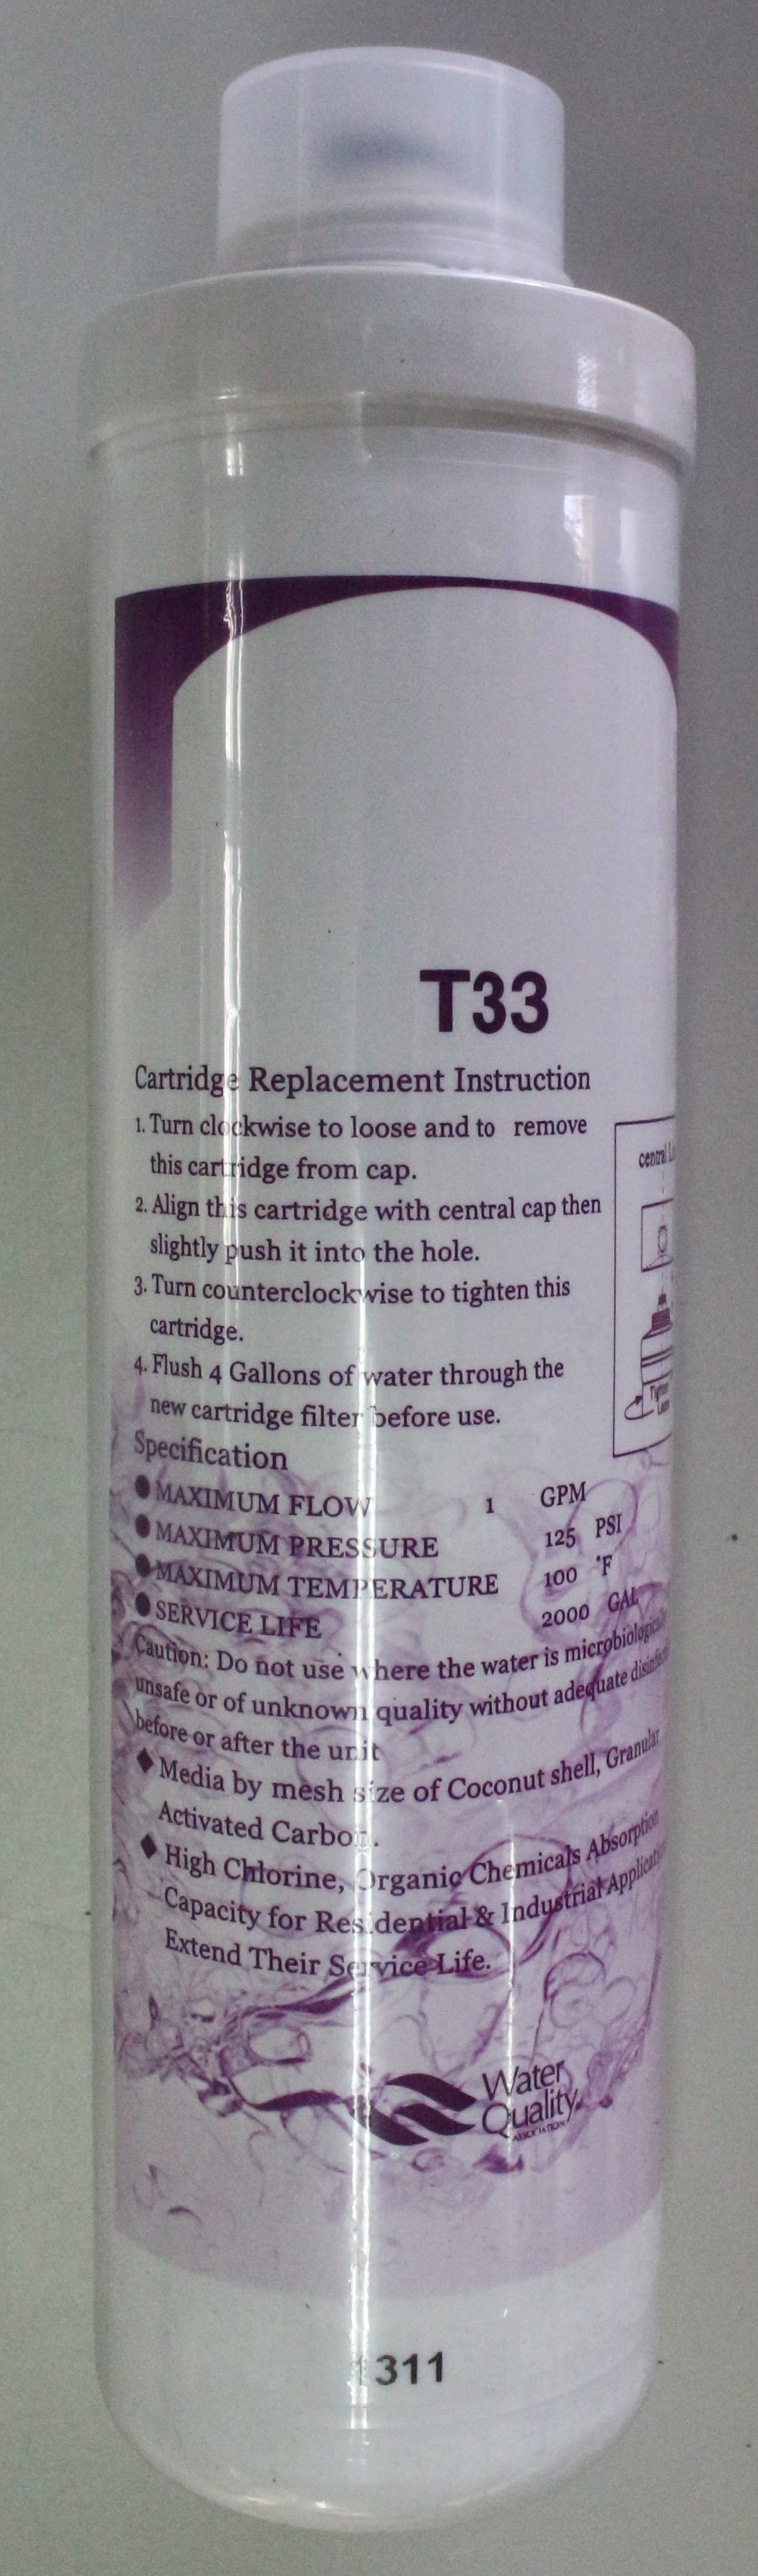 T33
Cartridge Replacement Instruction
1. Turn clockwise to loose and to remove
this cartridge from cap.
2. Align this cartridge with central cap then
slightly push it into the hole.
3. Turn counterclockwise to tighten this
cartridge.
4. Flush 4 Gallons of water through the
new cartridge filter before use.
central
Tighten
Loose
Specification
● MAXIMUM FLOW 1 GPM
● MAXIMUM PRESSURE 125 PSI
● MAXIMUM TEMPERATURE 100 °F
● SERVICE LIFE 2000 GAL
Caution: Do not use where the water is
unsafe or of unknown quality without adequate
before or after the unit
◆ Media by mesh size of Coconut shell, Granular
Activated Carbon.
◆ High Chlorine, Organic Chemicals Absorption
Capacity for Residential & Industrial
Extend Their Service Life.
Water
Quality
ASSOCIATION
311